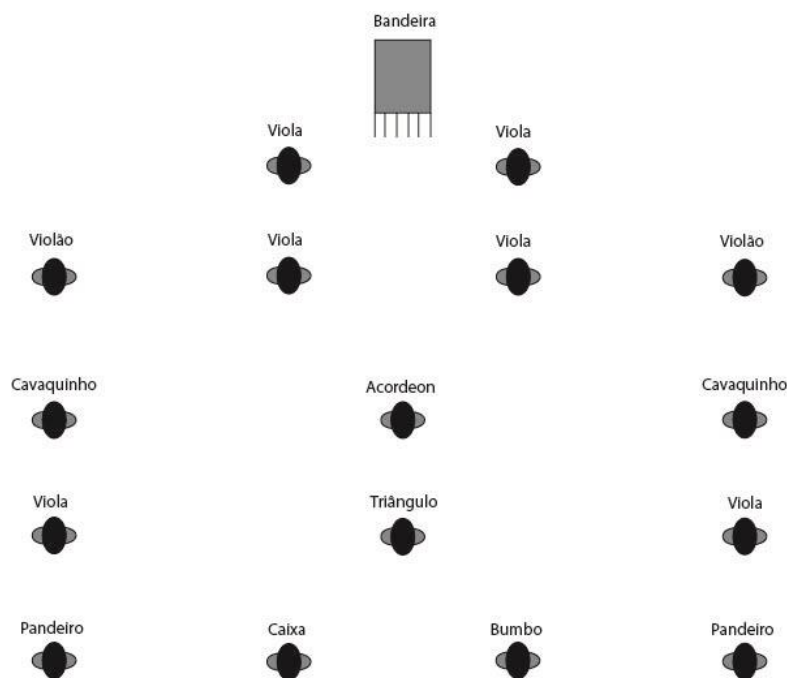 Bandeira
Viola Viola
Violão Viola Viola Violão
Cavaquinho Acordeon Cavaquinho
Viola Triângulo Viola
Pandeiro Caixa Bumbo Pandeiro